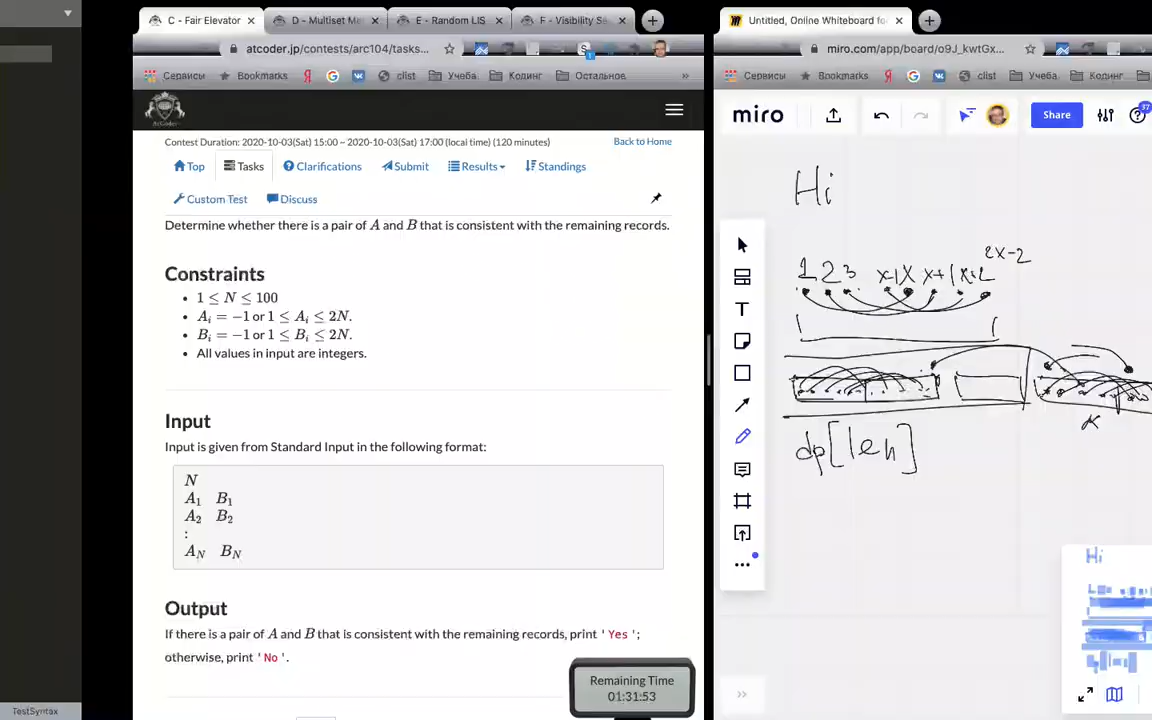 C - Fair Elevator
D - Multiset Me
E - Random LIS
F - Visibility Se
Untitled, Online Whiteboard fo
atcoder.jp/contests/arc104/tasks...
miro.com/app/board/o9J_kwtGx...
Сервисы Bookmarks clist Учеба Кодинг Остальное »
Сервисы Bookmarks clist Учеба Кодинг
AtCoder
Contest Duration: 2020-10-03(Sat) 15:00 ~ 2020-10-03(Sat) 17:00 (local time) (120 minutes)
Back to Home
Top Tasks Clarifications Submit Results Standings
Custom Test Discuss
Determine whether there is a pair of A and B that is consistent with the remaining records.
Constraints
1 ≤ N ≤ 100
A_i = −1 or 1 ≤ A_i ≤ 2N.
B_i = −1 or 1 ≤ B_i ≤ 2N.
All values in input are integers.
Input
Input is given from Standard Input in the following format:
N
A_1 B_1
A_2 B_2
:
A_N B_N
Output
If there is a pair of A and B that is consistent with the remaining records, print 'Yes';
otherwise, print 'No'.
Remaining Time
01:31:53
TestSyntax
miro
Share
37
Hi
2x-2
1 2 3 x-1 x x+1 x+2
x
dp[len]
Hi